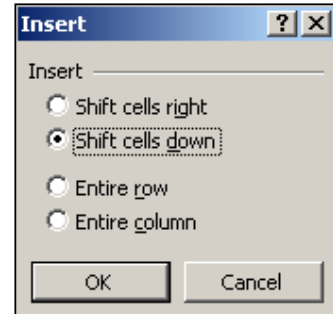 Insert
Insert
Shift cells right
Shift cells down
Entire row
Entire column
OK Cancel